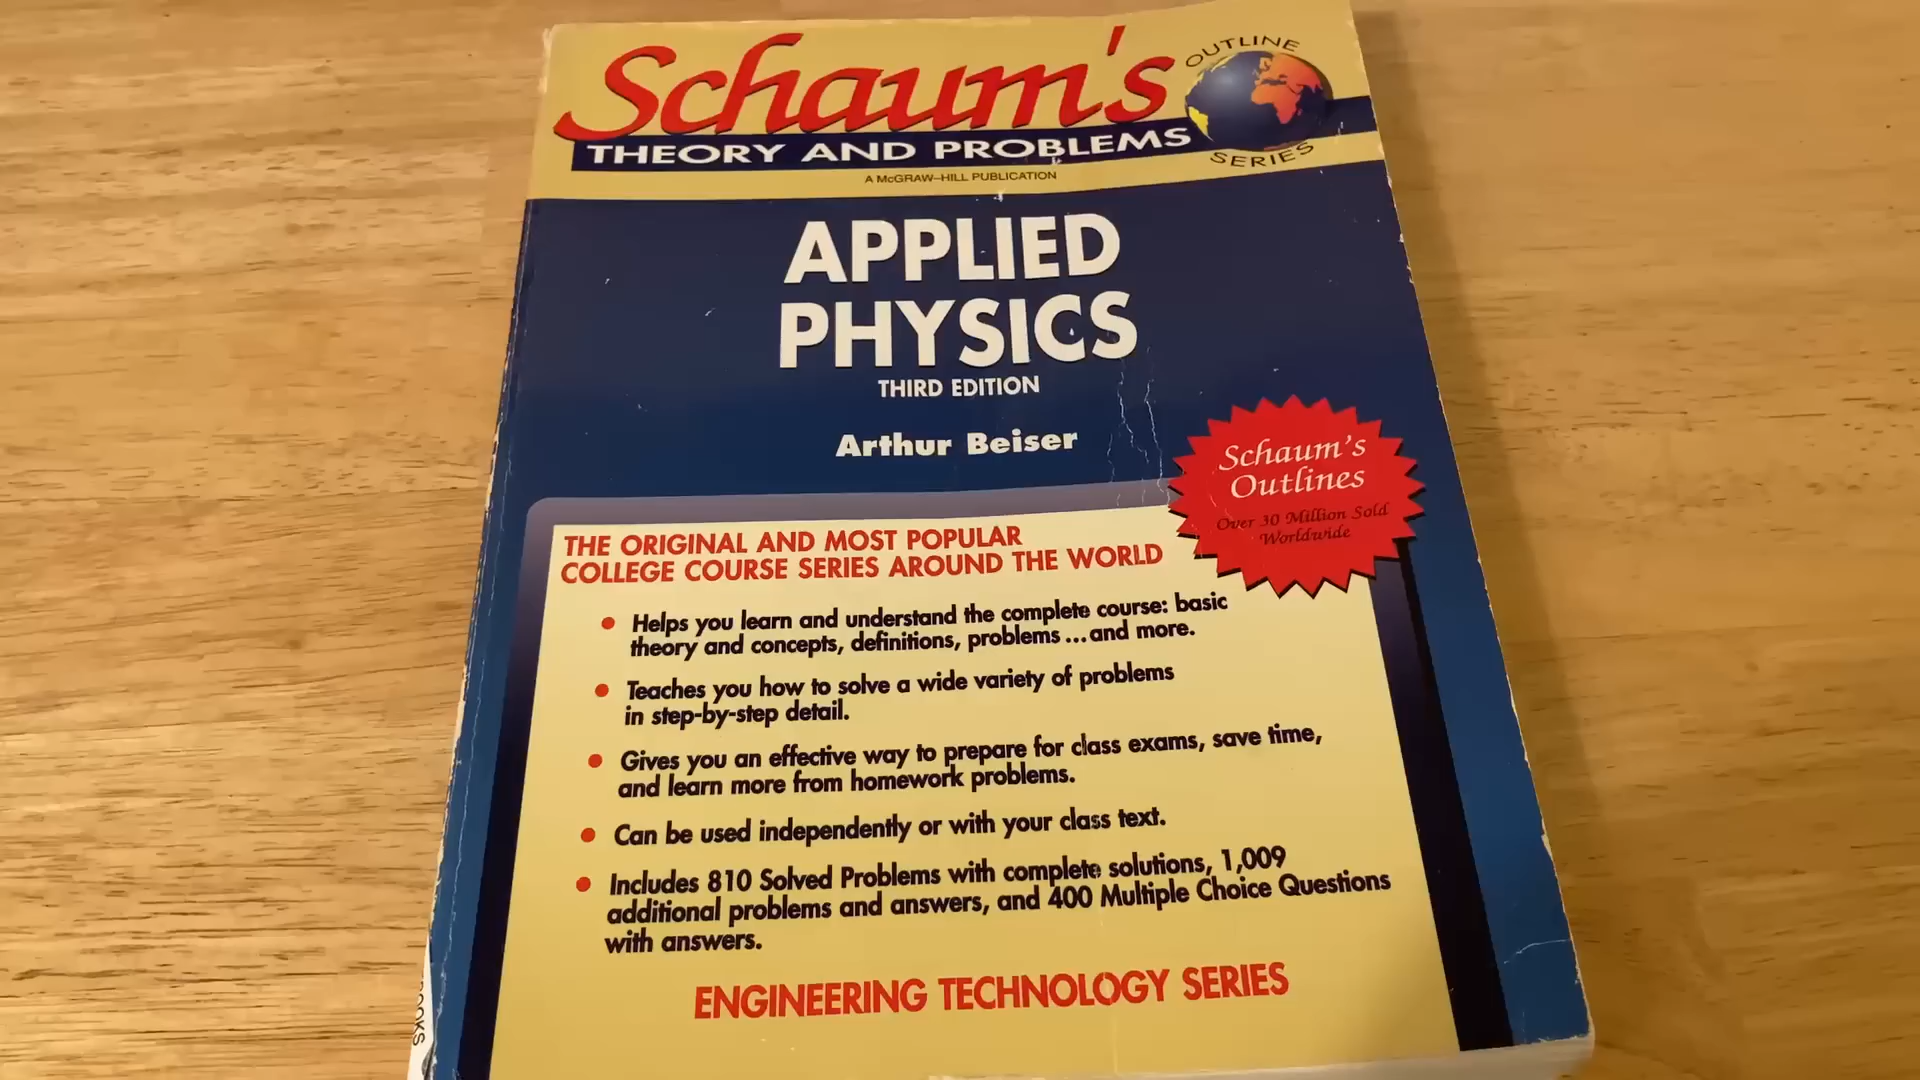 Schaum's
OUTLINE
SERIES
THEORY AND PROBLEMS
A McGRAW–HILL PUBLICATION
APPLIED
PHYSICS
THIRD EDITION
Arthur Beiser
Schaum's
Outlines
Over 30 Million Sold
Worldwide
THE ORIGINAL AND MOST POPULAR
COLLEGE COURSE SERIES AROUND THE WORLD
• Helps you learn and understand the complete course: basic
theory and concepts, definitions, problems ... and more.
• Teaches you how to solve a wide variety of problems
in step-by-step detail.
• Gives you an effective way to prepare for class exams, save time,
and learn more from homework problems.
• Can be used independently or with your class text.
• Includes 810 Solved Problems with complete solutions, 1,009
additional problems and answers, and 400 Multiple Choice Questions
with answers.
ENGINEERING TECHNOLOGY SERIES